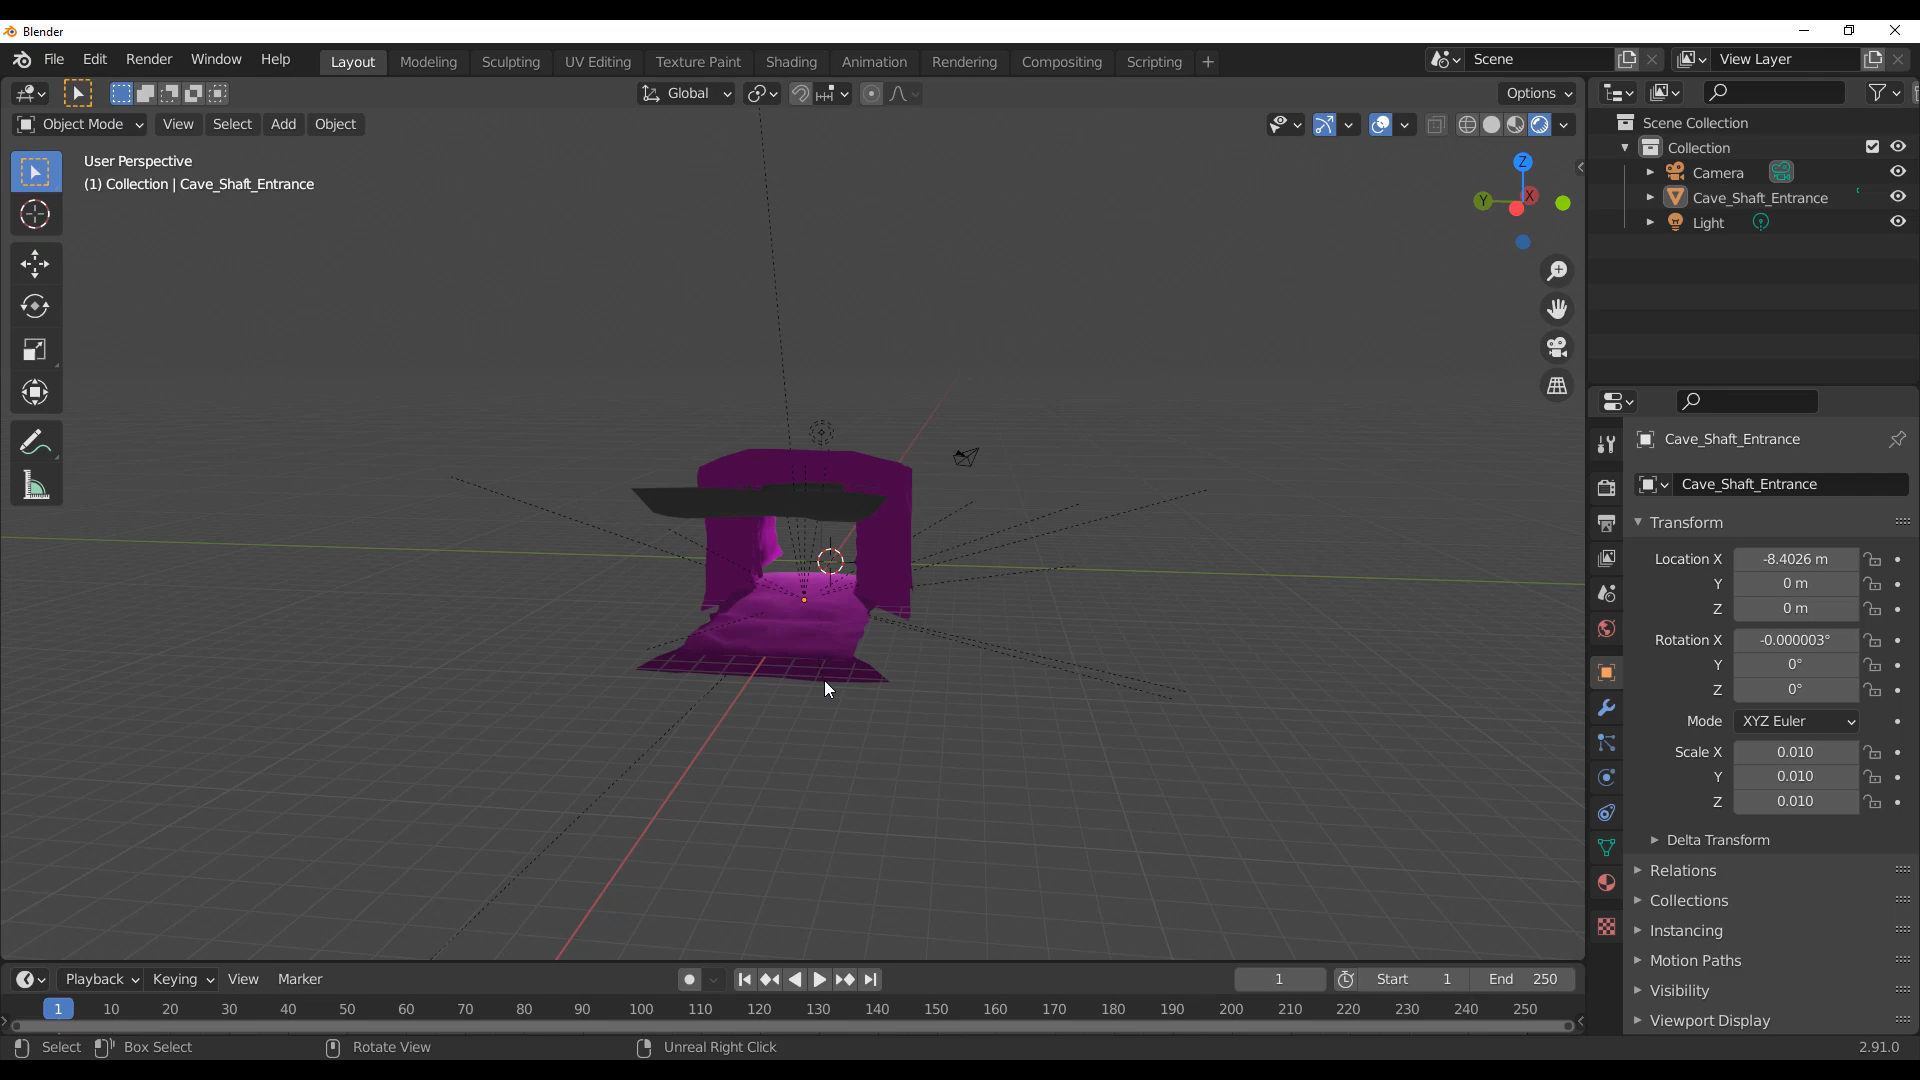 Blender
File Edit Render Window Help Layout Modeling Sculpting UV Editing Texture Paint Shading Animation Rendering Compositing Scripting + Scene View Layer
Global Options
Object Mode View Select Add Object
User Perspective
(1) Collection | Cave_Shaft_Entrance
Z
Y X
Scene Collection
Collection
Camera
Cave_Shaft_Entrance
Light
Cave_Shaft_Entrance
Cave_Shaft_Entrance
Transform
Location X -8.4026 m
Y 0 m
Z 0 m
Rotation X -0.000003°
Y 0°
Z 0°
Mode XYZ Euler
Scale X 0.010
Y 0.010
Z 0.010
Delta Transform
Relations
Collections
Instancing
Motion Paths
Visibility
Viewport Display
Playback Keying View Marker 1 Start 1 End 250
1 10 20 30 40 50 60 70 80 90 100 110 120 130 140 150 160 170 180 190 200 210 220 230 240 250
Select Box Select Rotate View Unreal Right Click 2.91.0